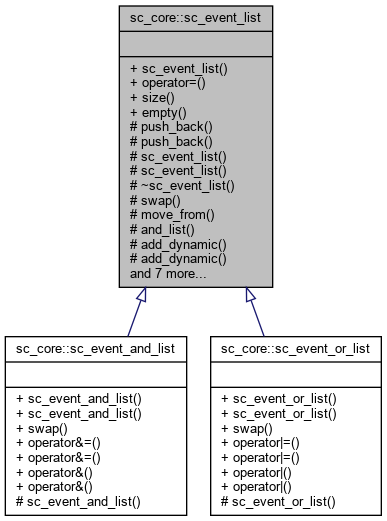 sc_core::sc_event_list
+ sc_event_list()
+ operator=()
+ size()
+ empty()
# push_back()
# push_back()
# sc_event_list()
# sc_event_list()
# ~sc_event_list()
# swap()
# move_from()
# and_list()
# add_dynamic()
# add_dynamic()
and 7 more...
sc_core::sc_event_and_list
+ sc_event_and_list()
+ sc_event_and_list()
+ swap()
+ operator&=()
+ operator&=()
+ operator&()
+ operator&()
# sc_event_and_list()
sc_core::sc_event_or_list
+ sc_event_or_list()
+ sc_event_or_list()
+ swap()
+ operator|=()
+ operator|=()
+ operator|()
+ operator|()
# sc_event_or_list()